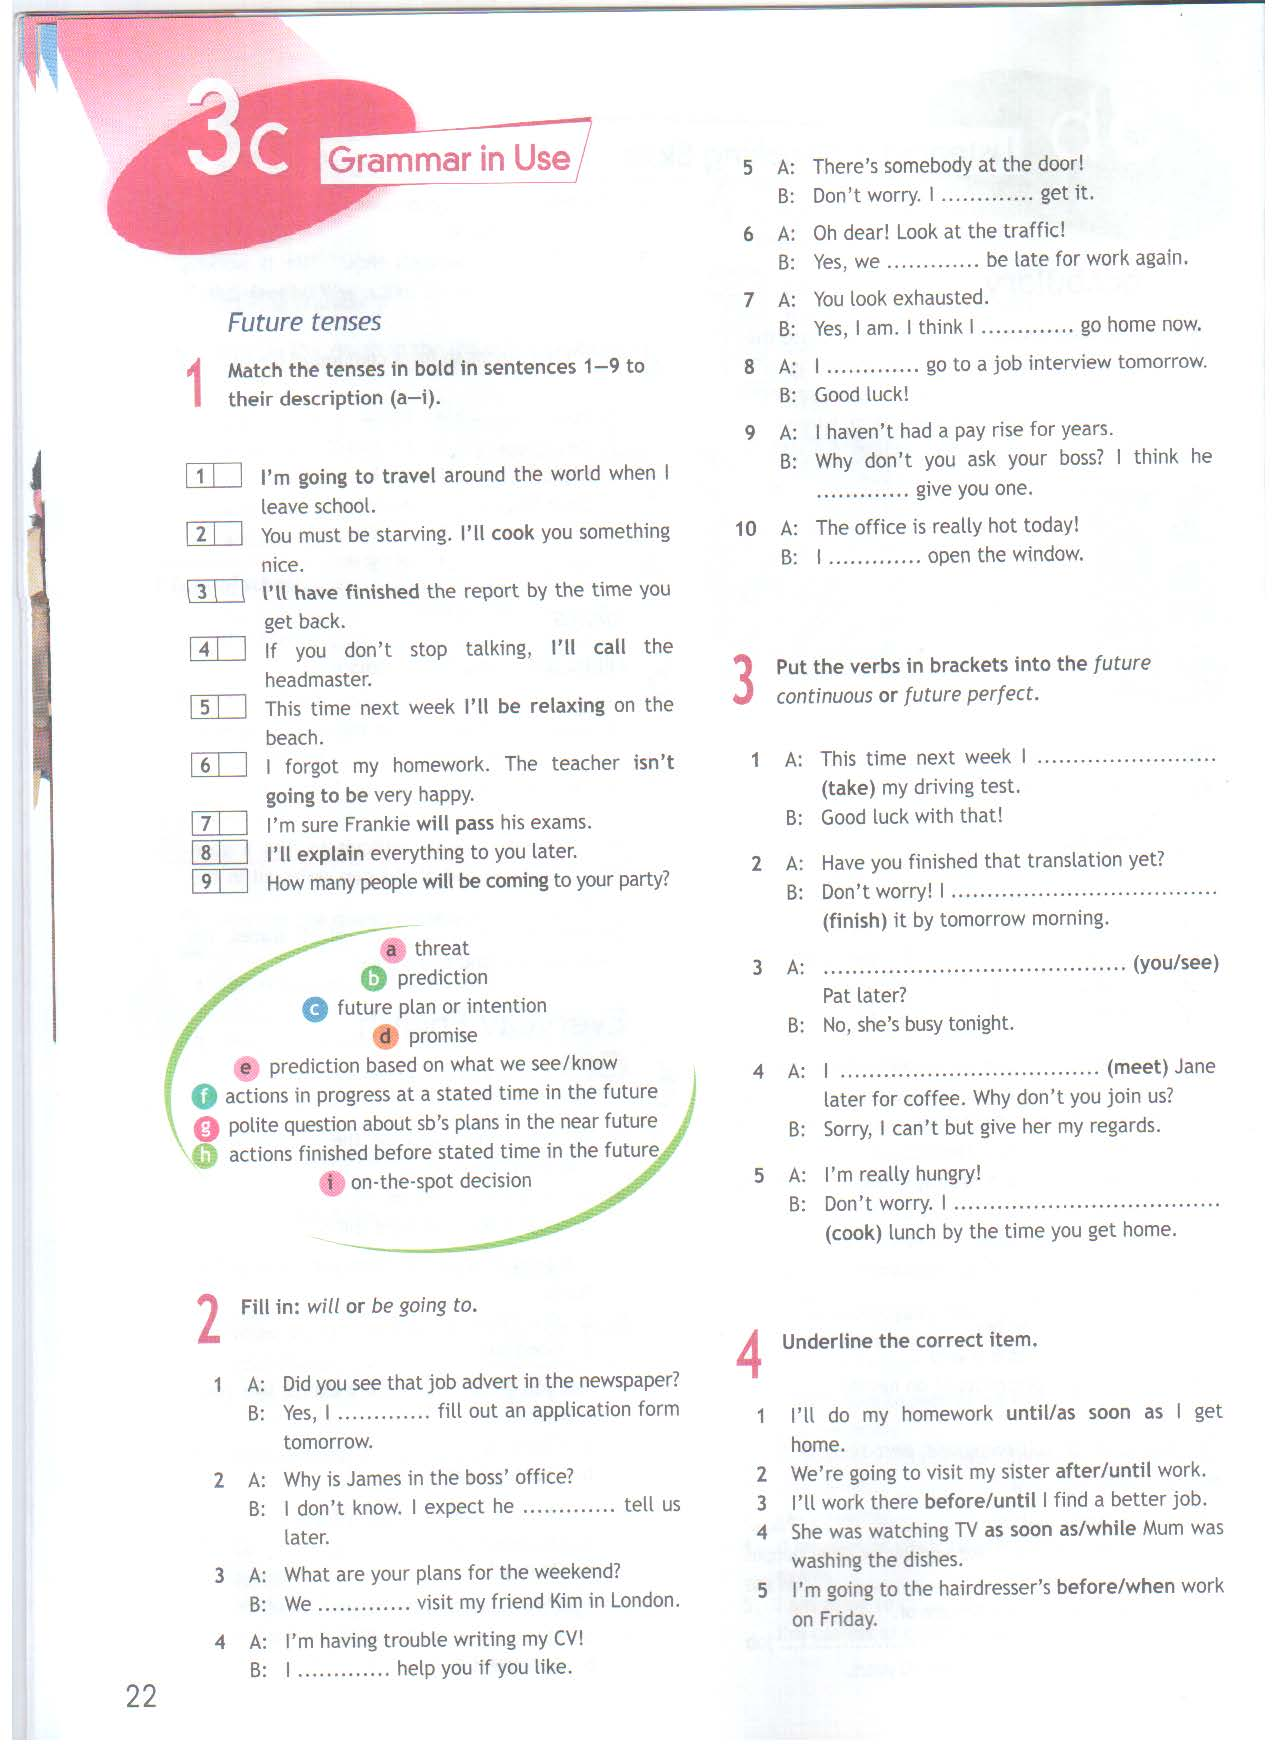 3c
Grammar in Use
Future tenses
1 Match the tenses in bold in sentences 1–9 to
their description (a–i).
1 I'm going to travel around the world when I
leave school.
2 You must be starving. I'll cook you something
nice.
3 I'll have finished the report by the time you
get back.
4 If you don't stop talking, I'll call the
headmaster.
5 This time next week I'll be relaxing on the
beach.
6 I forgot my homework. The teacher isn't
going to be very happy.
7 I'm sure Frankie will pass his exams.
8 I'll explain everything to you later.
9 How many people will be coming to your party?
a threat
b prediction
c future plan or intention
d promise
e prediction based on what we see/know
f actions in progress at a stated time in the future
g polite question about sb's plans in the near future
h actions finished before stated time in the future
i on-the-spot decision
2 Fill in: will or be going to.
1 A: Did you see that job advert in the newspaper?
B: Yes, I ............. fill out an application form
tomorrow.
2 A: Why is James in the boss' office?
B: I don't know. I expect he ............. tell us
later.
3 A: What are your plans for the weekend?
B: We ............. visit my friend Kim in London.
4 A: I'm having trouble writing my CV!
B: I ............. help you if you like.
22
5 A: There's somebody at the door!
B: Don't worry. I ............. get it.
6 A: Oh dear! Look at the traffic!
B: Yes, we ............. be late for work again.
7 A: You look exhausted.
B: Yes, I am. I think I ............. go home now.
8 A: I ............. go to a job interview tomorrow.
B: Good luck!
9 A: I haven't had a pay rise for years.
B: Why don't you ask your boss? I think he
............. give you one.
10 A: The office is really hot today!
B: I ............. open the window.
3 Put the verbs in brackets into the future
continuous or future perfect.
1 A: This time next week I .........................
(take) my driving test.
B: Good luck with that!
2 A: Have you finished that translation yet?
B: Don't worry! I .....................................
(finish) it by tomorrow morning.
3 A: .......................................... (you/see)
Pat later?
B: No, she's busy tonight.
4 A: I .................................... (meet) Jane
later for coffee. Why don't you join us?
B: Sorry, I can't but give her my regards.
5 A: I'm really hungry!
B: Don't worry. I .....................................
(cook) lunch by the time you get home.
4 Underline the correct item.
1 I'll do my homework until/as soon as I get
home.
2 We're going to visit my sister after/until work.
3 I'll work there before/until I find a better job.
4 She was watching TV as soon as/while Mum was
washing the dishes.
5 I'm going to the hairdresser's before/when work
on Friday.